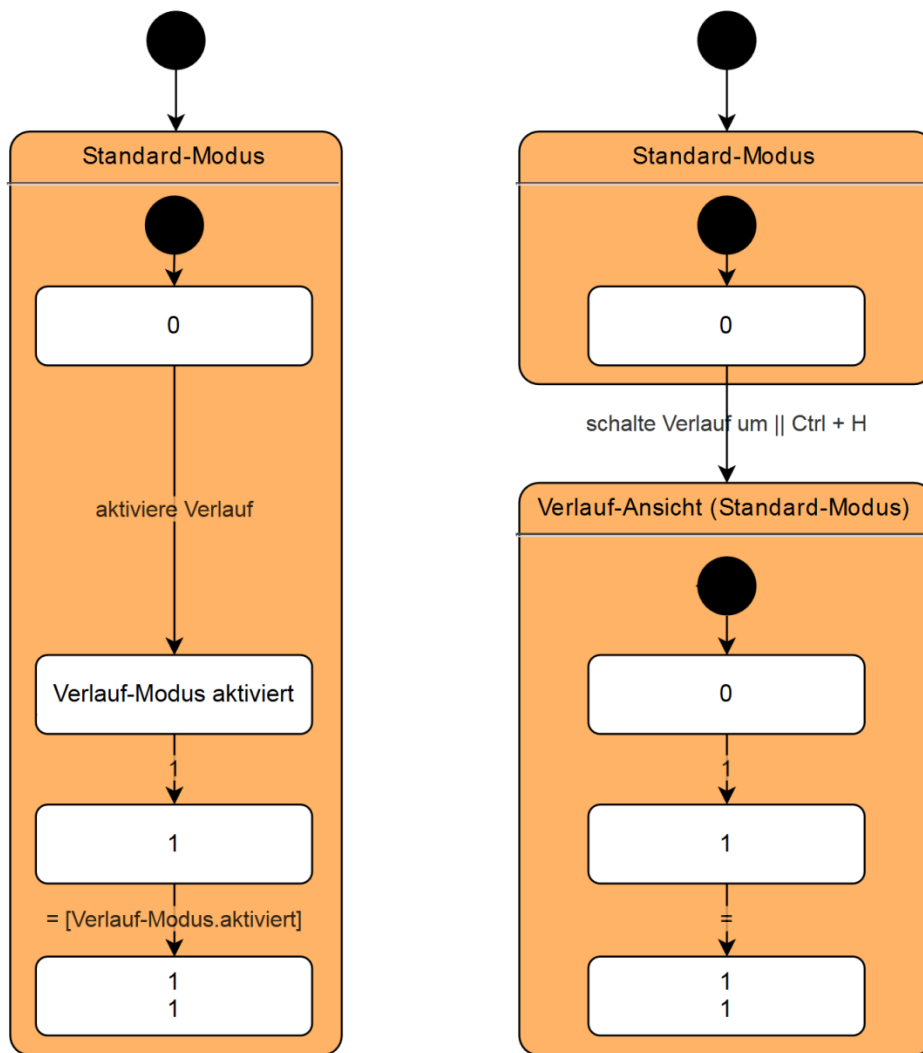 Standard-Modus
0
aktiviere Verlauf
Verlauf-Modus aktiviert
1
1
= [Verlauf-Modus.aktiviert]
1
1
Standard-Modus
0
schalte Verlauf um || Ctrl + H
Verlauf-Ansicht (Standard-Modus)
0
1
1
=
1
1